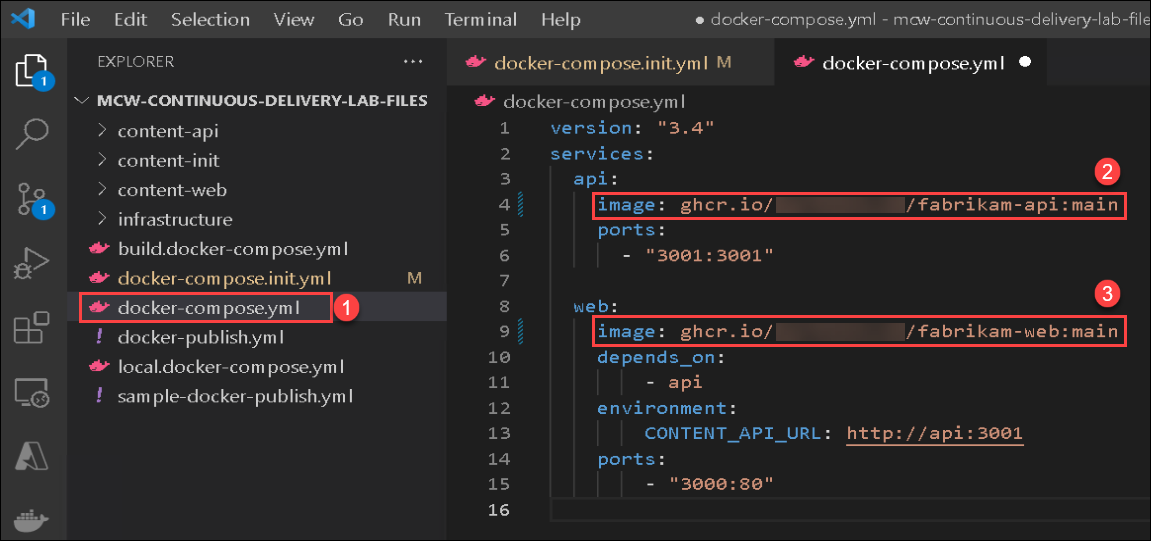 File Edit Selection View Go Run Terminal Help ● docker-compose.yml - mcw-continuous-delivery-lab-file
1
1
EXPLORER ...
MCW-CONTINUOUS-DELIVERY-LAB-FILES
content-api
content-init
content-web
infrastructure
build.docker-compose.yml
docker-compose.init.yml M
docker-compose.yml 1
! docker-publish.yml
local.docker-compose.yml
! sample-docker-publish.yml
docker-compose.init.yml M docker-compose.yml ●
docker-compose.yml
1 version: "3.4"
2 services:
3 api:
2
4 image: ghcr.io/ /fabrikam-api:main
5 ports:
6 - "3001:3001"
7
8 web:
3
9 image: ghcr.io/ /fabrikam-web:main
10 depends_on:
11 - api
12 environment:
13 CONTENT_API_URL: http://api:3001
14 ports:
15 - "3000:80"
16